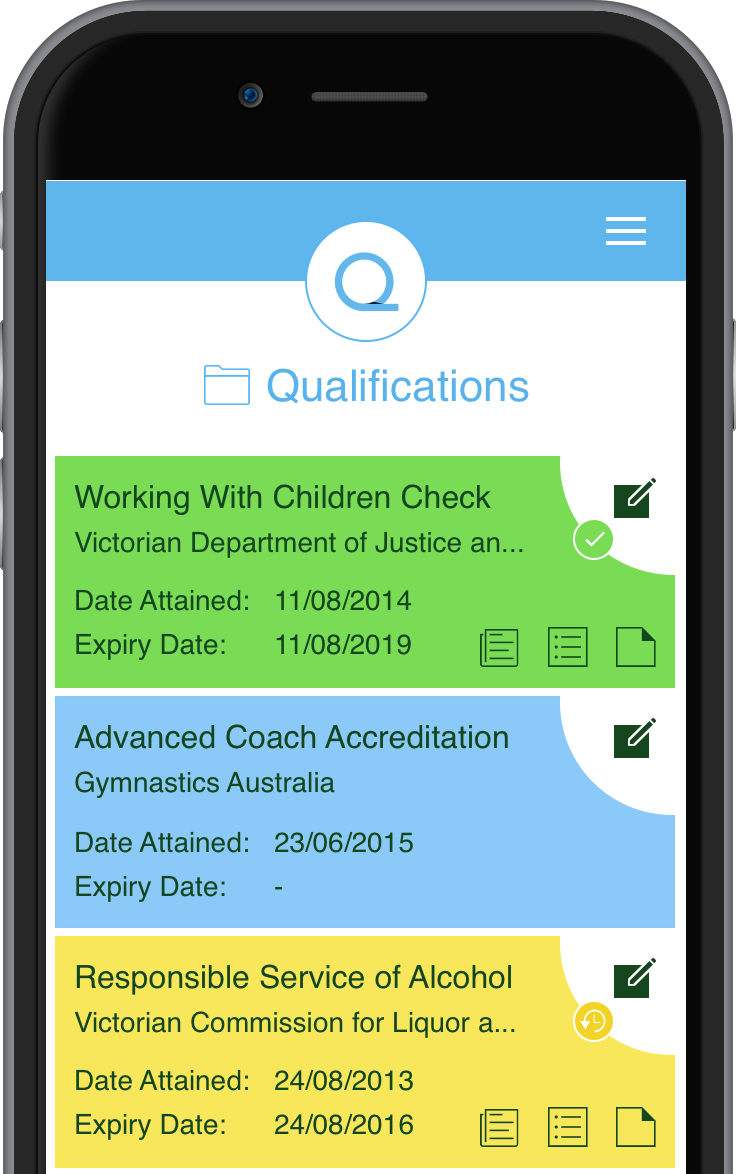 Q
Qualifications
Working With Children Check
Victorian Department of Justice an...
Date Attained: 11/08/2014
Expiry Date: 11/08/2019
Advanced Coach Accreditation
Gymnastics Australia
Date Attained: 23/06/2015
Expiry Date: -
Responsible Service of Alcohol
Victorian Commission for Liquor a...
Date Attained: 24/08/2013
Expiry Date: 24/08/2016